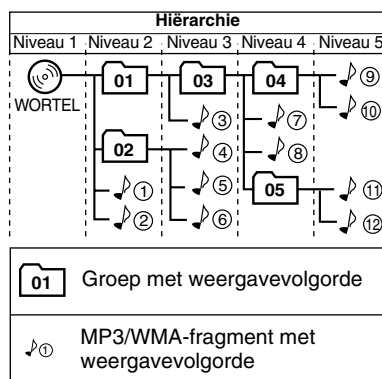 Hiërarchie
Niveau 1 Niveau 2 Niveau 3 Niveau 4 Niveau 5
01 03 04 ⑨
WORTEL ③ ⑩
⑦
02 ④ ⑧
① ⑤ 05 ⑪
② ⑥ ⑫
01 Groep met weergavevolgorde
① MP3/WMA-fragment met
weergavevolgorde